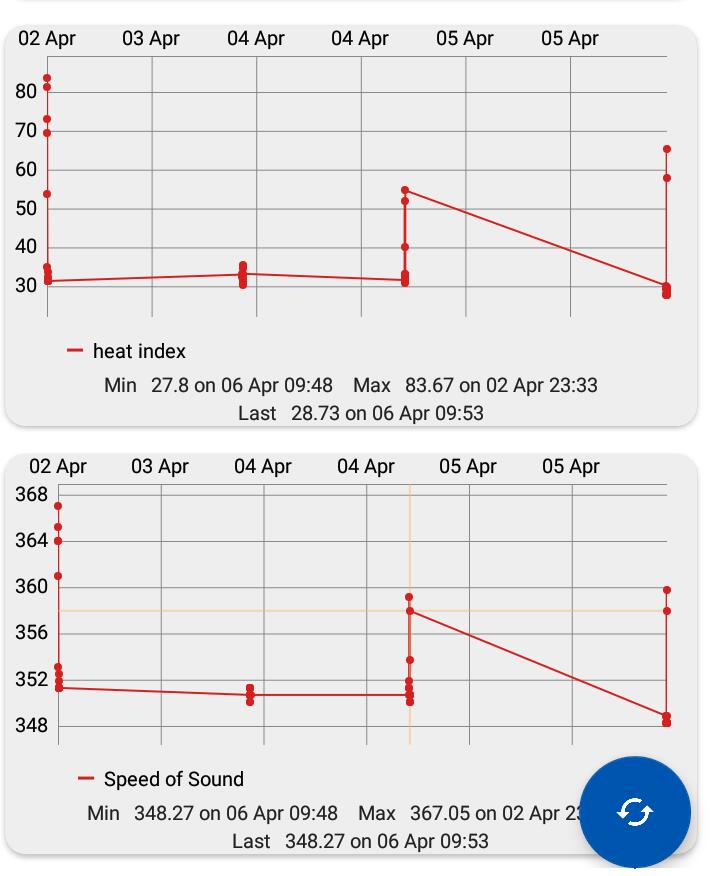 02 Apr 03 Apr 04 Apr 04 Apr 05 Apr 05 Apr
80
70
60
50
40
30
heat index
Min 27.8 on 06 Apr 09:48 Max 83.67 on 02 Apr 23:33
Last 28.73 on 06 Apr 09:53
02 Apr 03 Apr 04 Apr 04 Apr 05 Apr 05 Apr
368
364
360
356
352
348
Speed of Sound
Min 348.27 on 06 Apr 09:48 Max 367.05 on 02 Apr
Last 348.27 on 06 Apr 09:53